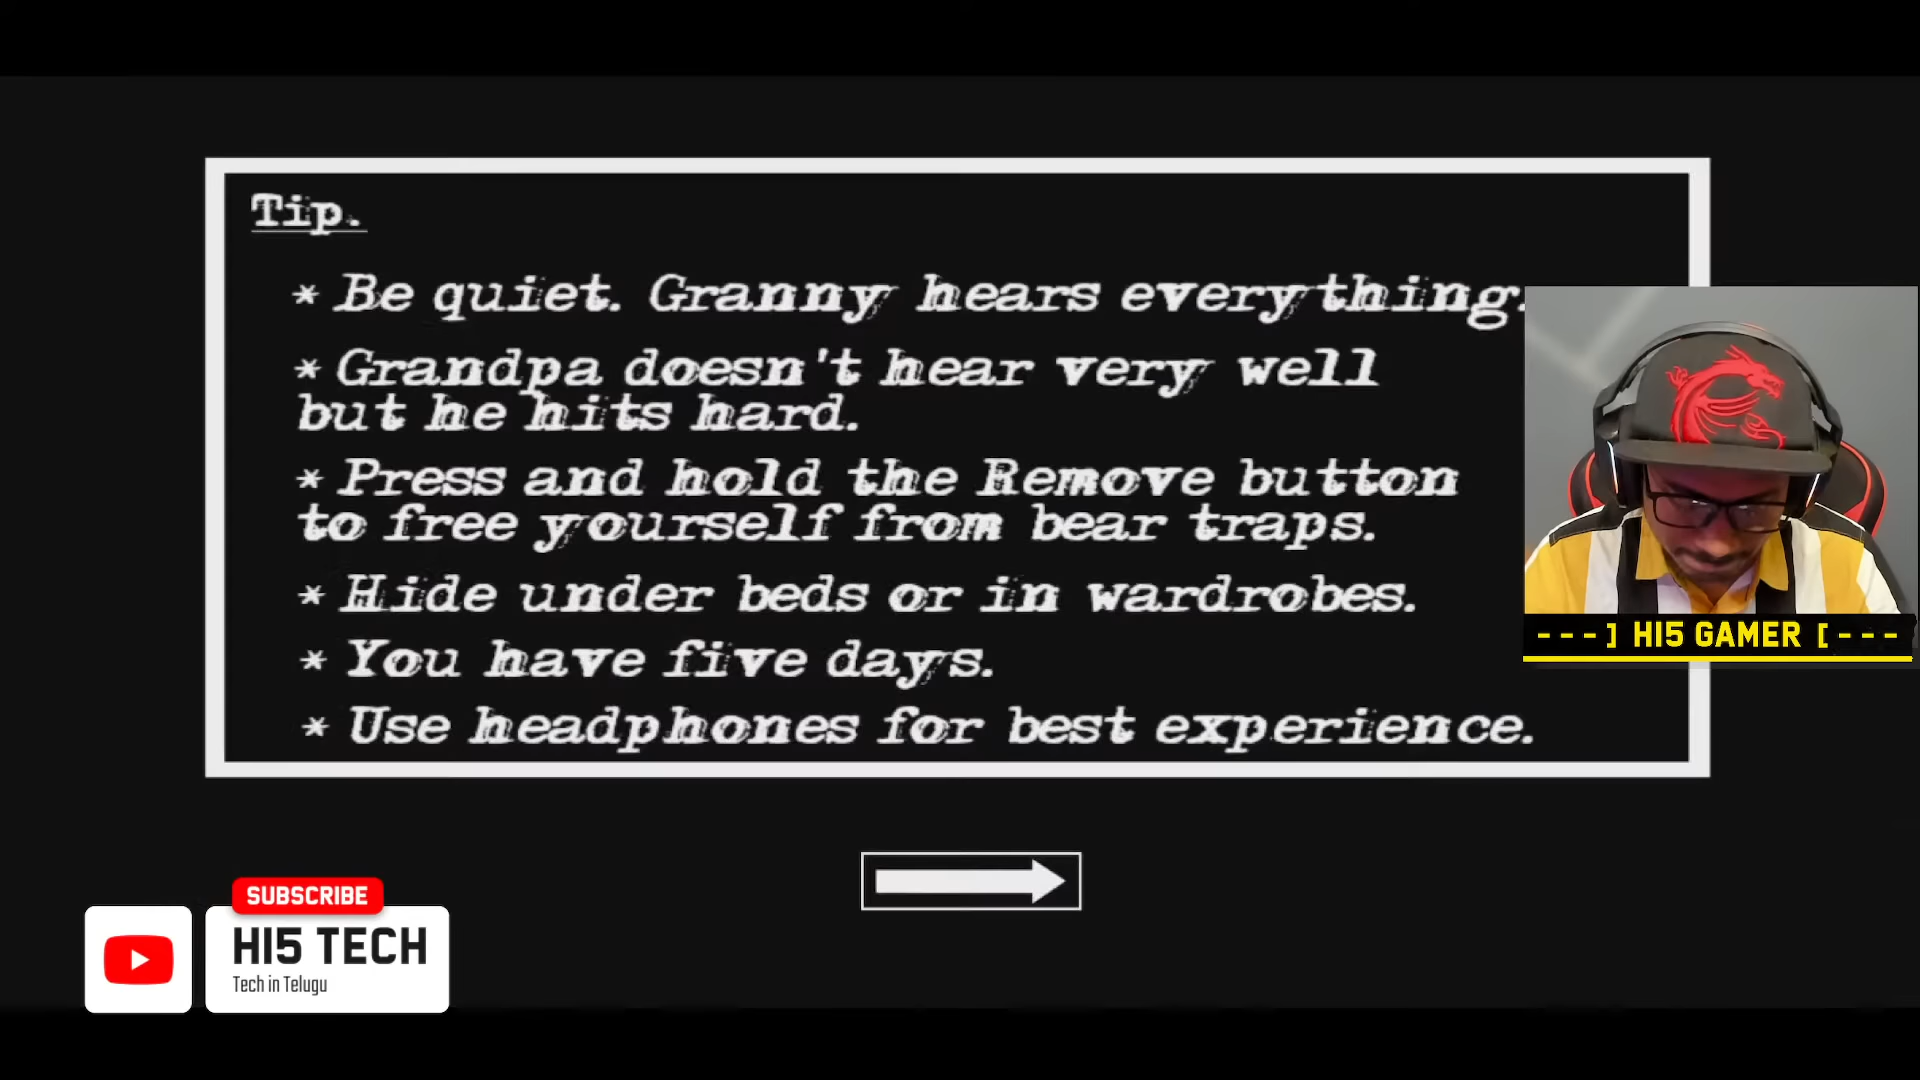 Tip.
* Be quiet. Granny hears everything.
* Grandpa doesn't hear very well
but he hits hard.
* Press and hold the Remove button
to free yourself from bear traps.
* Hide under beds or in wardrobes.
* You have five days.
* Use headphones for best experience.
---] HI5 GAMER [---
SUBSCRIBE
HI5 TECH
Tech in Telugu